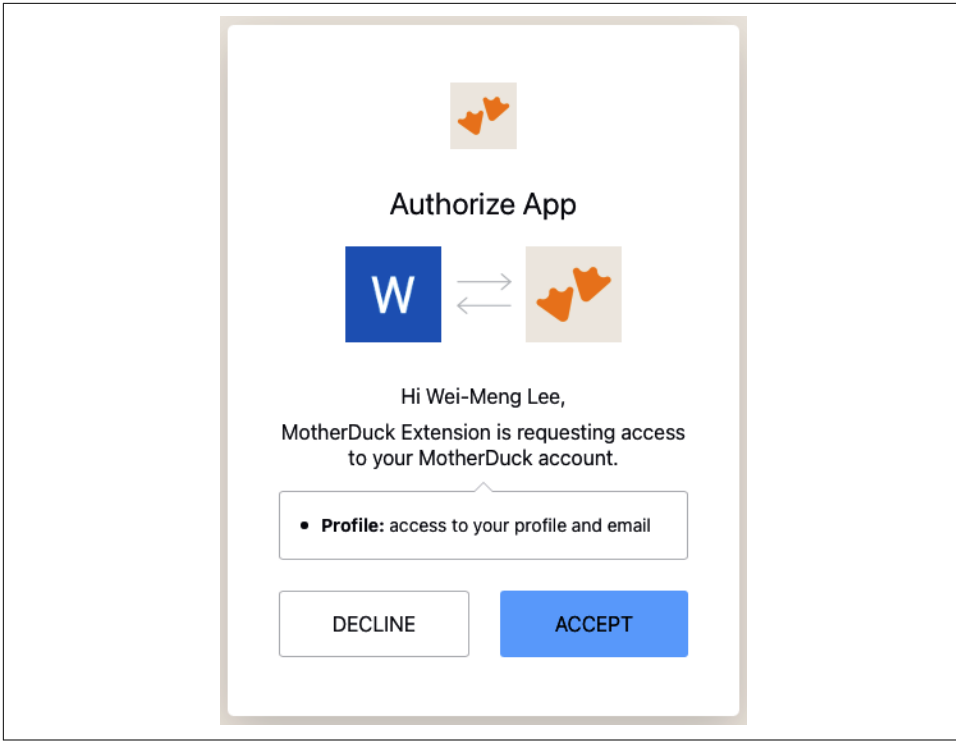 Authorize App
W
Hi Wei-Meng Lee,
MotherDuck Extension is requesting access
to your MotherDuck account.
• Profile: access to your profile and email
DECLINE
ACCEPT